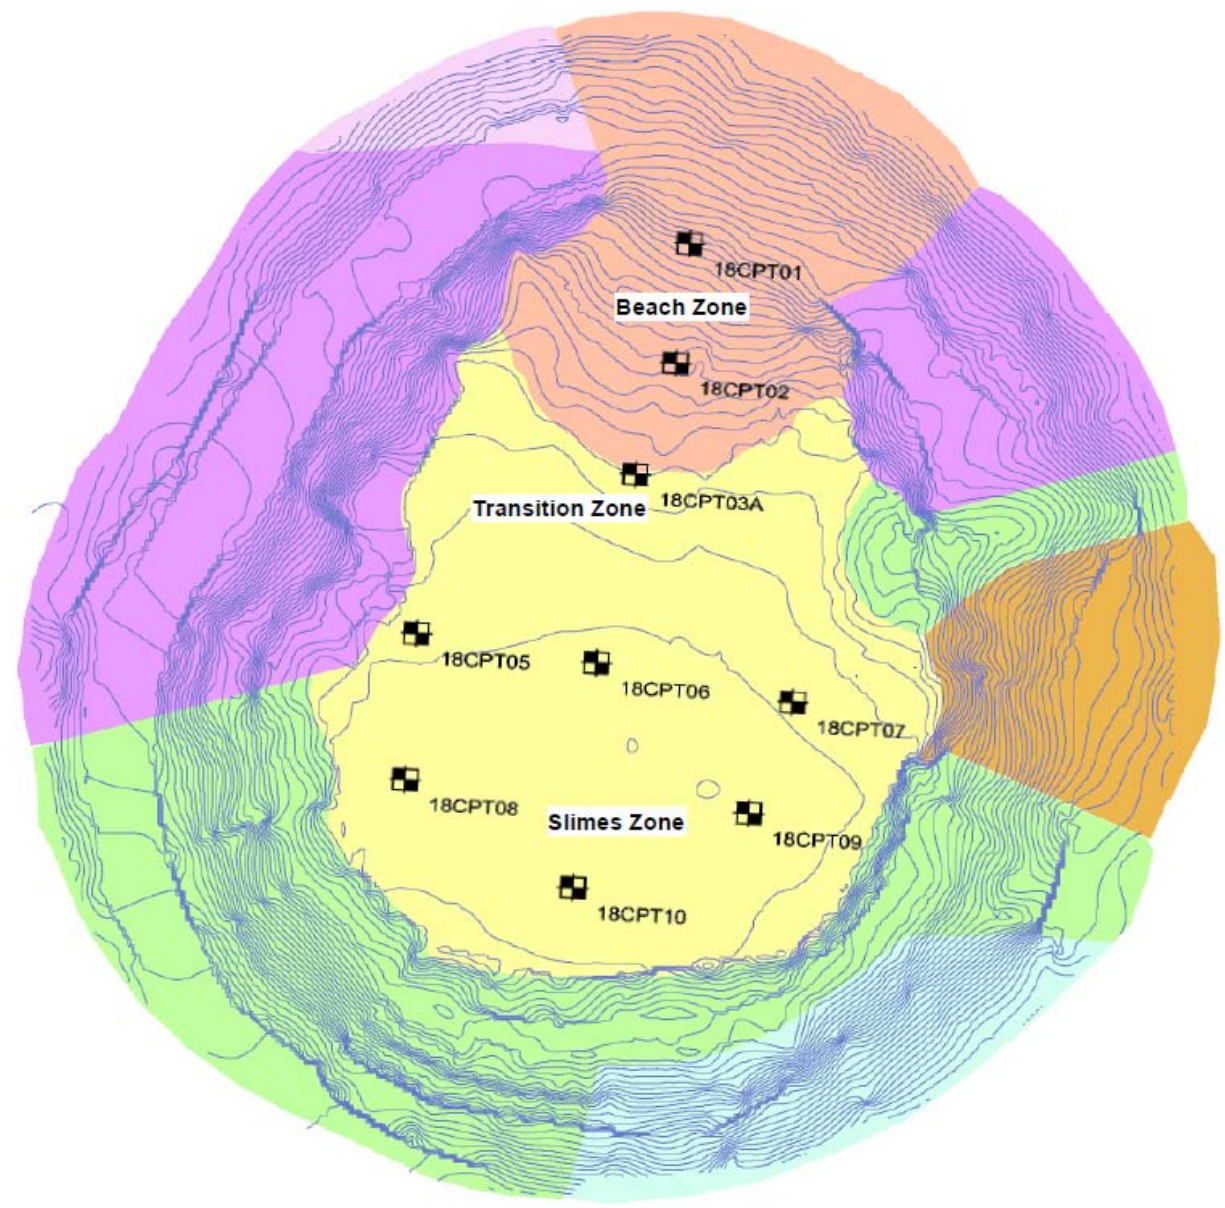 18CPT01
Beach Zone
18CPT02
18CPT03A
Transition Zone
18CPT05
18CPT06
18CPT07
18CPT08
Slimes Zone
18CPT09
18CPT10